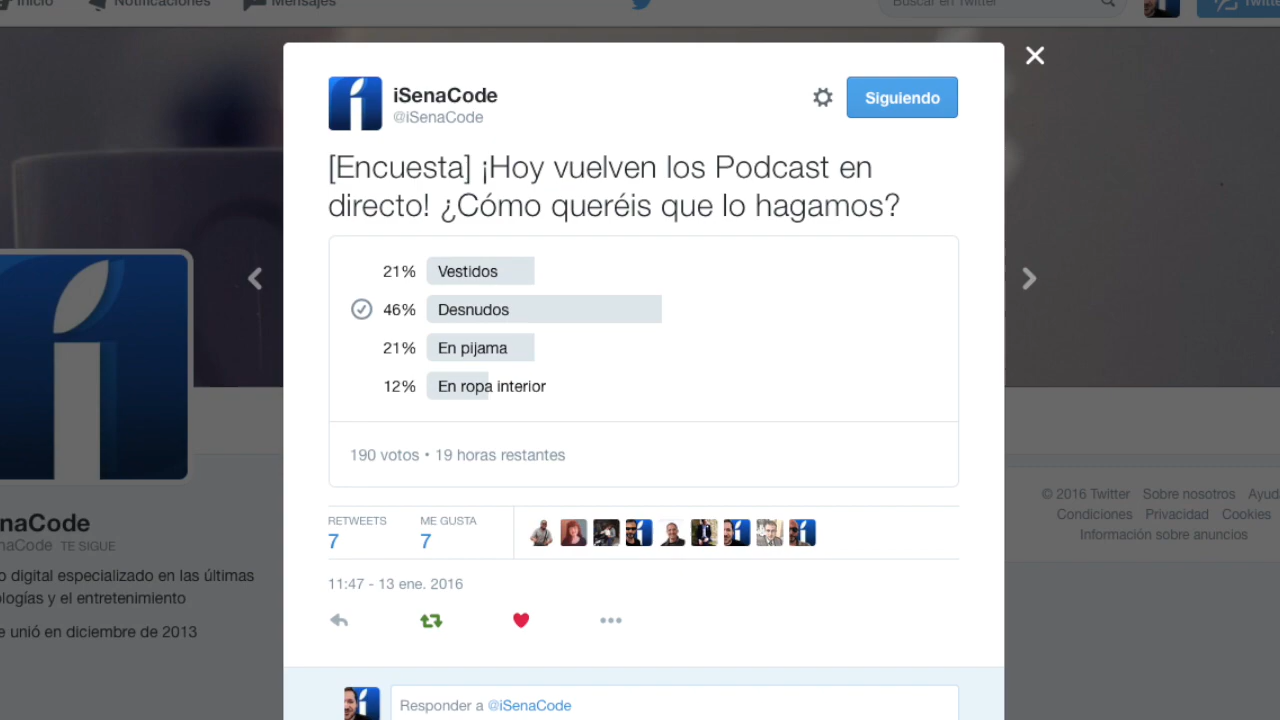 Inicio
Notificaciones
Mensajes
Buscar en Twitter
iSenaCode
@iSenaCode
Siguiendo
[Encuesta] ¡Hoy vuelven los Podcast en
directo! ¿Cómo queréis que lo hagamos?
21% Vestidos
46% Desnudos
21% En pijama
12% En ropa interior
190 votos • 19 horas restantes
RETWEETS
7
ME GUSTA
7
11:47 - 13 ene. 2016
Responder a @iSenaCode
naCode
naCode TE SIGUE
o digital especializado en las últimas
ologías y el entretenimiento
e unió en diciembre de 2013
© 2016 Twitter Sobre nosotros Ayud
Condiciones Privacidad Cookies
Información sobre anuncios